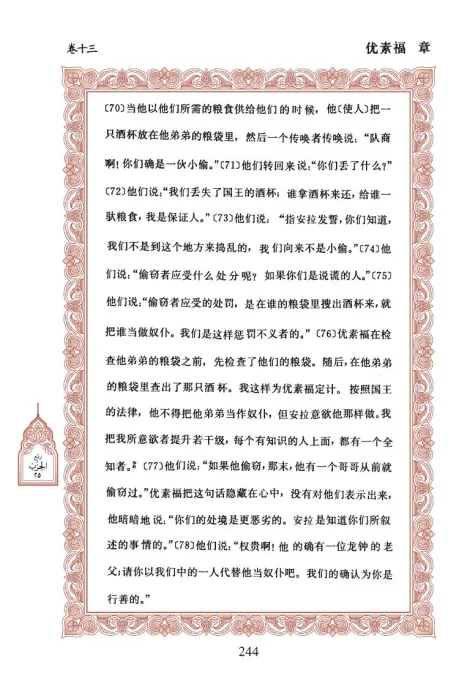 卷十三
优素福 章
(70)当他以他们所需的粮食供给他们的时候，他(使人)把一
只酒杯放在他弟弟的粮袋里，然后一个传唤者传唤说：“队商
啊！你们确是一伙小偷。”(71)他们转回来说：“你们丢了什么？”
(72)他们说：“我们丢失了国王的酒杯；谁拿酒杯来还，给谁一
驮粮食，我是保证人。”(73)他们说：“指安拉发誓，你们知道，
我们不是到这个地方来捣乱的，我们向来不是小偷。”(74)他
们说：“偷窃者应受什么处分呢？如果你们是说谎的人。”(75)
他们说：“偷窃者应受的处罚，是在谁的粮袋里搜出酒杯来，就
把谁当做奴仆。我们是这样惩罚不义者的。”(76)优素福在检
查他弟弟的粮袋之前，先检查了他们的粮袋。随后，在他弟弟
的粮袋里查出了那只酒杯。我这样为优素福定计。按照国王
的法律，他不得把他弟弟当作奴仆，但安拉意欲他那样做。我
把我所意欲者提升若干级，每个有知识的人上面，都有一个全
知者。(77)他们说：“如果他偷窃，那末，他有一个哥哥从前就
偷窃过。”优素福把这句话隐藏在心中，没有对他们表示出来，
他暗暗地说：“你们的处境是更恶劣的。安拉是知道你们所叙
述的事情的。”(78)他们说：“权贵啊！他的确有一位龙钟的老
父；请你以我们中的一人代替他当奴仆吧。我们的确认为你是
行善的。”
ربع
الحزب
٢٥
244